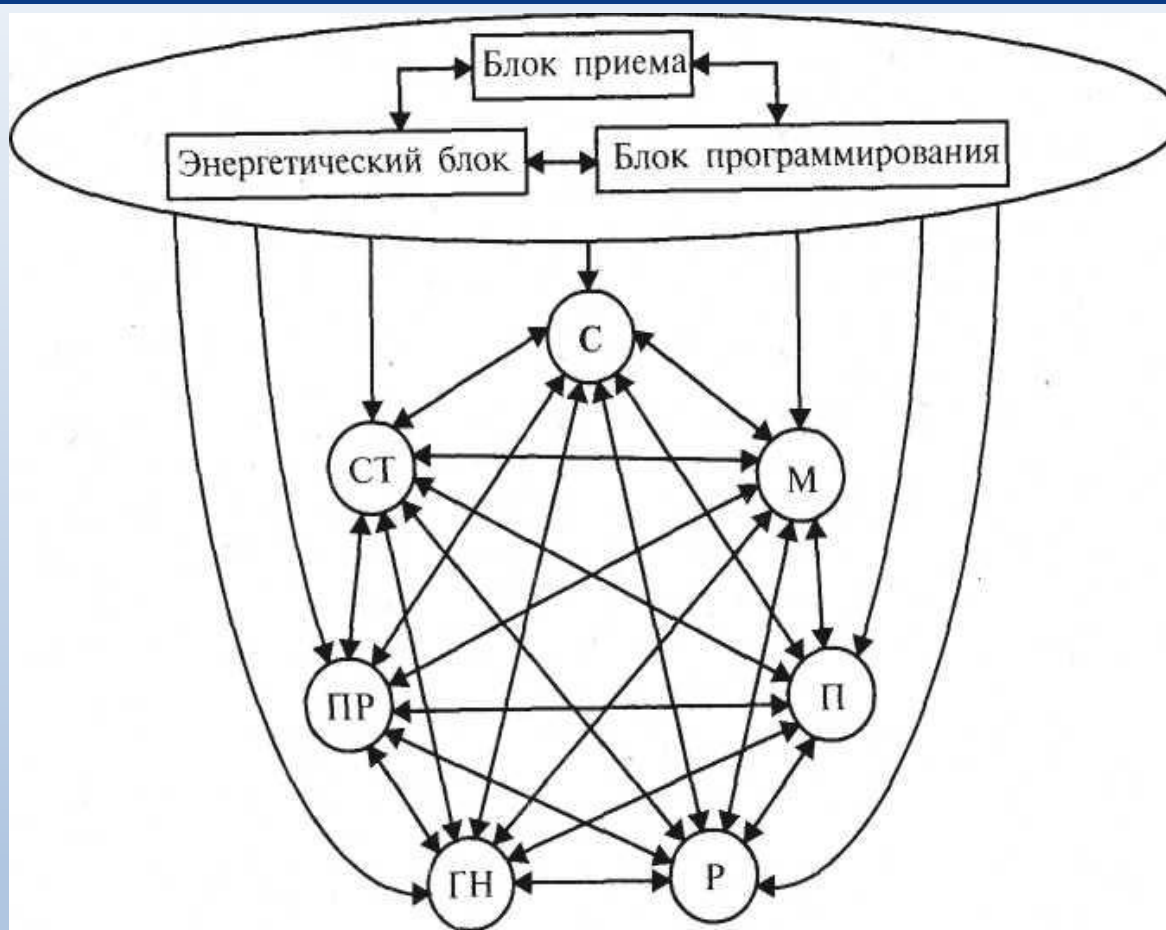 Блок приема
Энергетический блок
Блок программирования
С
СТ
М
ПР
П
ГН
Р